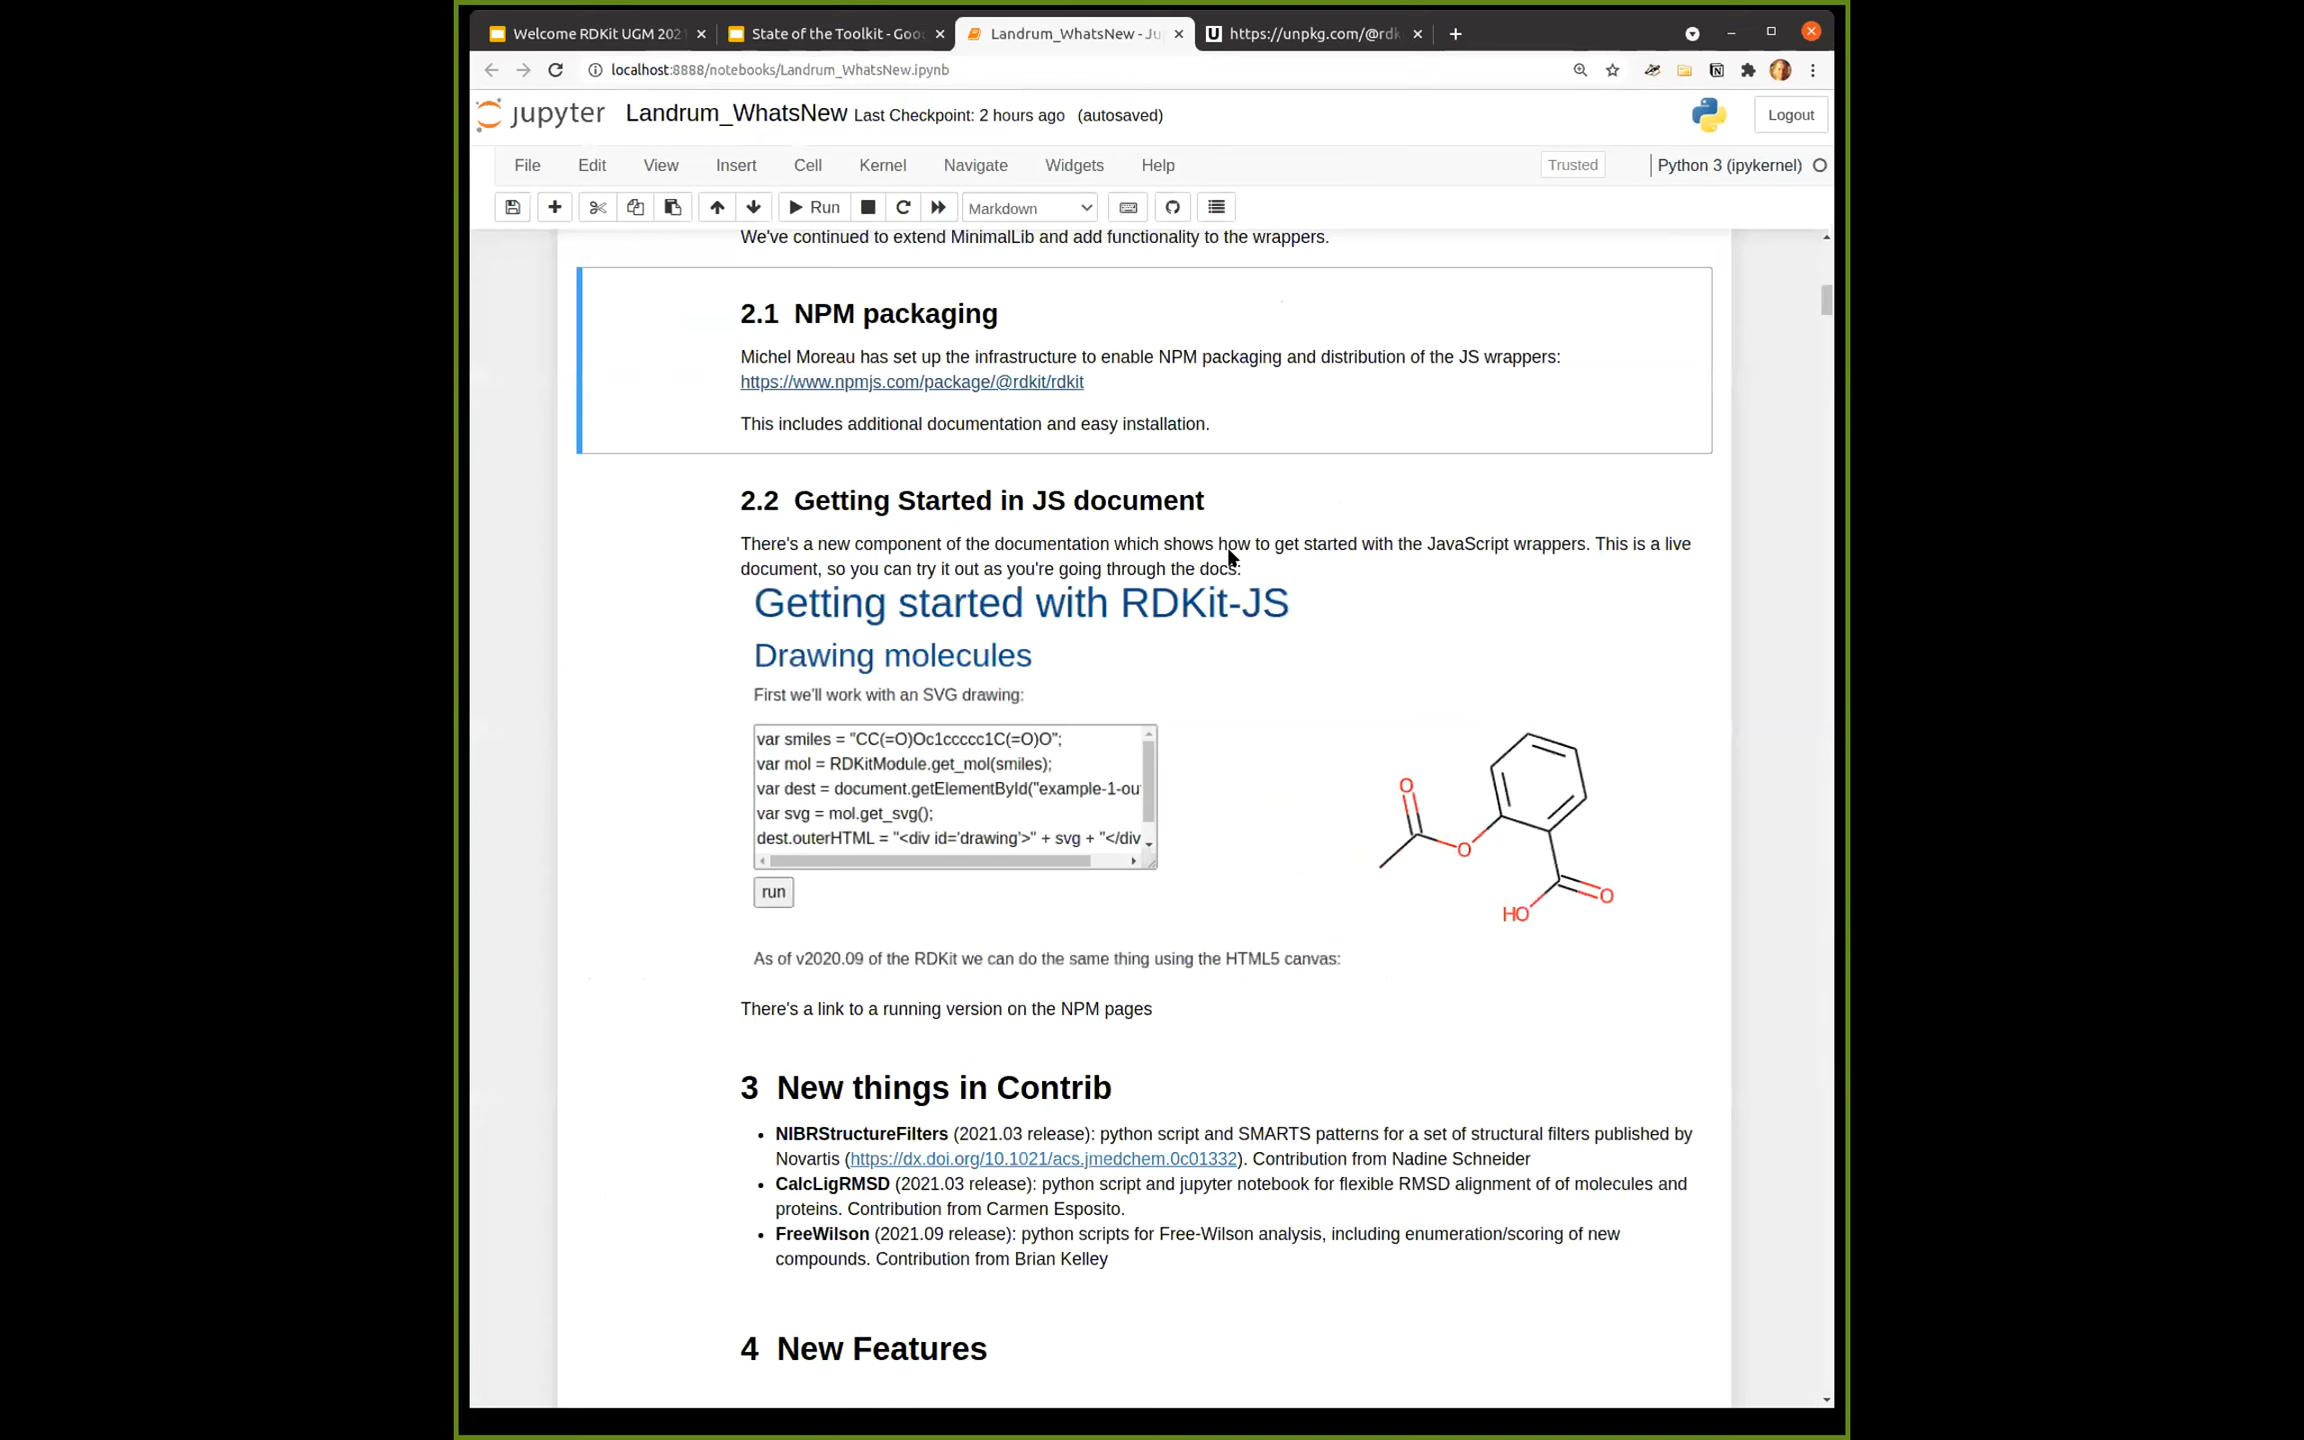 Welcome RDKit UGM 202
State of the Toolkit - Goo
Landrum_WhatsNew - Ju
https://unpkg.com/@rdk
localhost:8888/notebooks/Landrum_WhatsNew.ipynb
jupyter Landrum_WhatsNew Last Checkpoint: 2 hours ago (autosaved)
Logout
File Edit View Insert Cell Kernel Navigate Widgets Help
Trusted
Python 3 (ipykernel)
Run
Markdown
We've continued to extend MinimalLib and add functionality to the wrappers.
2.1 NPM packaging
Michel Moreau has set up the infrastructure to enable NPM packaging and distribution of the JS wrappers:
https://www.npmjs.com/package/@rdkit/rdkit
This includes additional documentation and easy installation.
2.2 Getting Started in JS document
There's a new component of the documentation which shows how to get started with the JavaScript wrappers. This is a live
document, so you can try it out as you're going through the docs:
Getting started with RDKit-JS
Drawing molecules
First we'll work with an SVG drawing:
var smiles = "CC(=O)Oc1ccccc1C(=O)O";
var mol = RDKitModule.get_mol(smiles);
var dest = document.getElementById("example-1-ou
var svg = mol.get_svg();
dest.outerHTML = "<div id='drawing'>" + svg + "</div
run
O
O
O
HO
As of v2020.09 of the RDKit we can do the same thing using the HTML5 canvas:
There's a link to a running version on the NPM pages
3 New things in Contrib
• NIBRStructureFilters (2021.03 release): python script and SMARTS patterns for a set of structural filters published by
Novartis (https://dx.doi.org/10.1021/acs.jmedchem.0c01332). Contribution from Nadine Schneider
• CalcLigRMSD (2021.03 release): python script and jupyter notebook for flexible RMSD alignment of of molecules and
proteins. Contribution from Carmen Esposito.
• FreeWilson (2021.09 release): python scripts for Free-Wilson analysis, including enumeration/scoring of new
compounds. Contribution from Brian Kelley
4 New Features